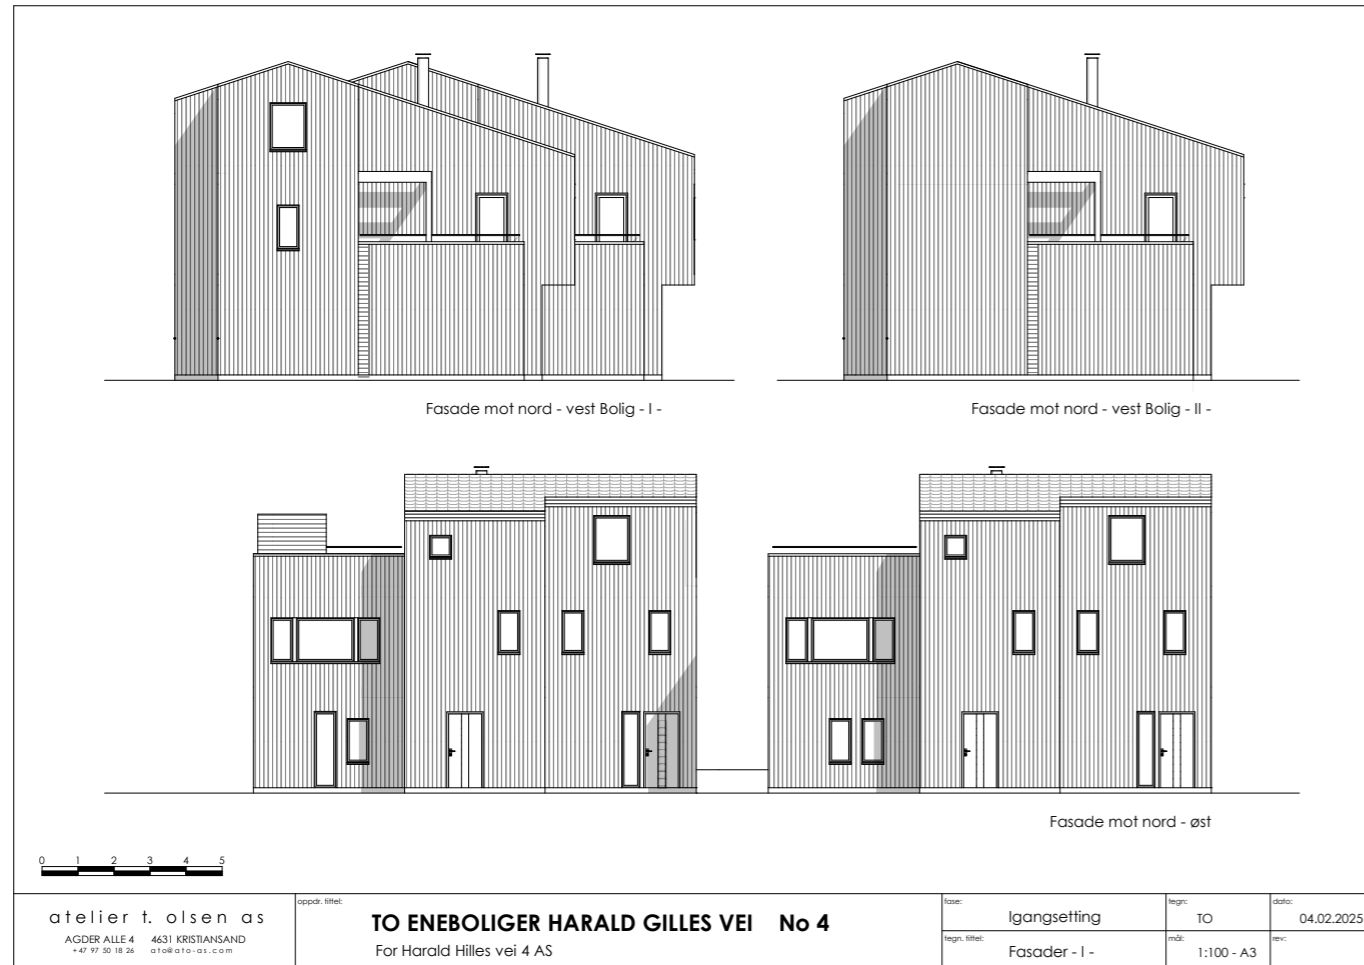 Fasade mot nord - vest Bolig - I -
Fasade mot nord - vest Bolig - II -
Fasade mot nord - øst
0 1 2 3 4 5
atelier t. olsen as
AGDER ALLE 4 4631 KRISTIANSAND
+47 97 50 18 26 ato@ato-as.com
oppdr. tittel:
TO ENEBOLIGER HARALD GILLES VEI No 4
For Harald Hilles vei 4 AS
fase:
Igangsetting
tegn:
TO
dato:
04.02.2025
tegn. tittel:
Fasader - I -
mål:
1:100 - A3
rev: